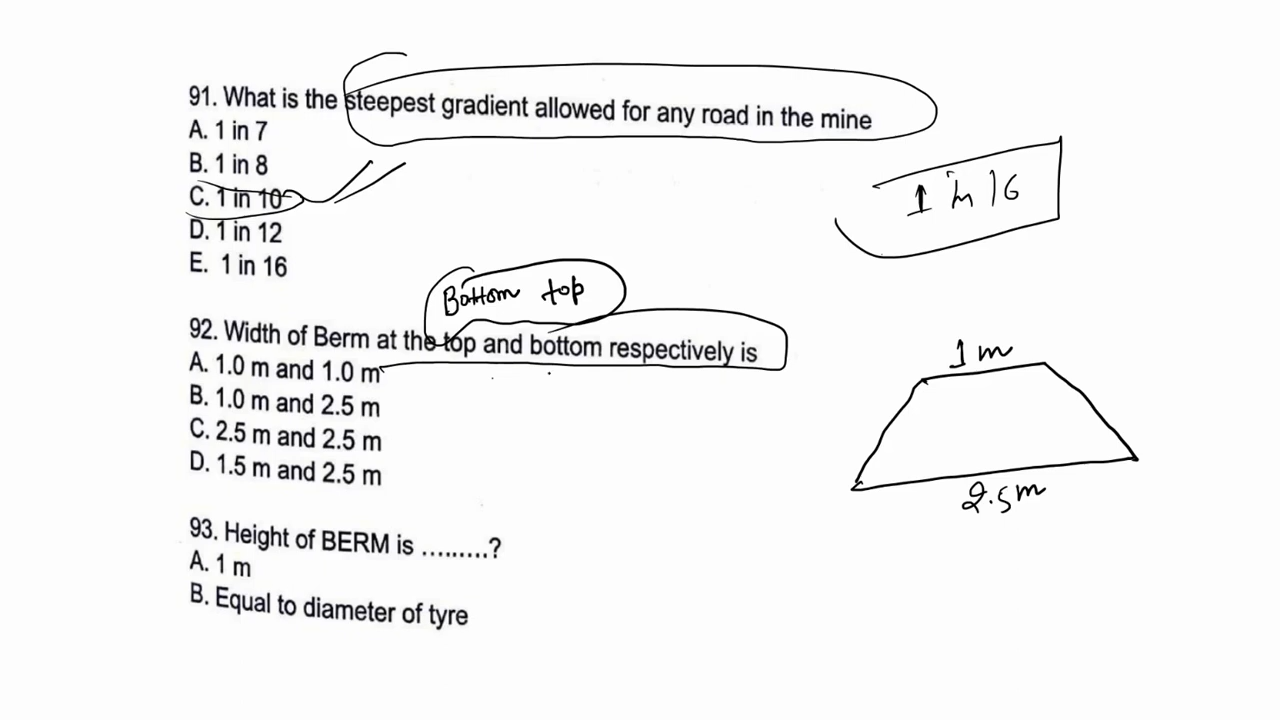 91. What is the steepest gradient allowed for any road in the mine
A. 1 in 7
B. 1 in 8
C. 1 in 10
D. 1 in 12
E. 1 in 16
1 in 16
Bottom top
92. Width of Berm at the top and bottom respectively is
A. 1.0 m and 1.0 m
B. 1.0 m and 2.5 m
C. 2.5 m and 2.5 m
D. 1.5 m and 2.5 m
1 m
2.5 m
93. Height of BERM is .........?
A. 1 m
B. Equal to diameter of tyre